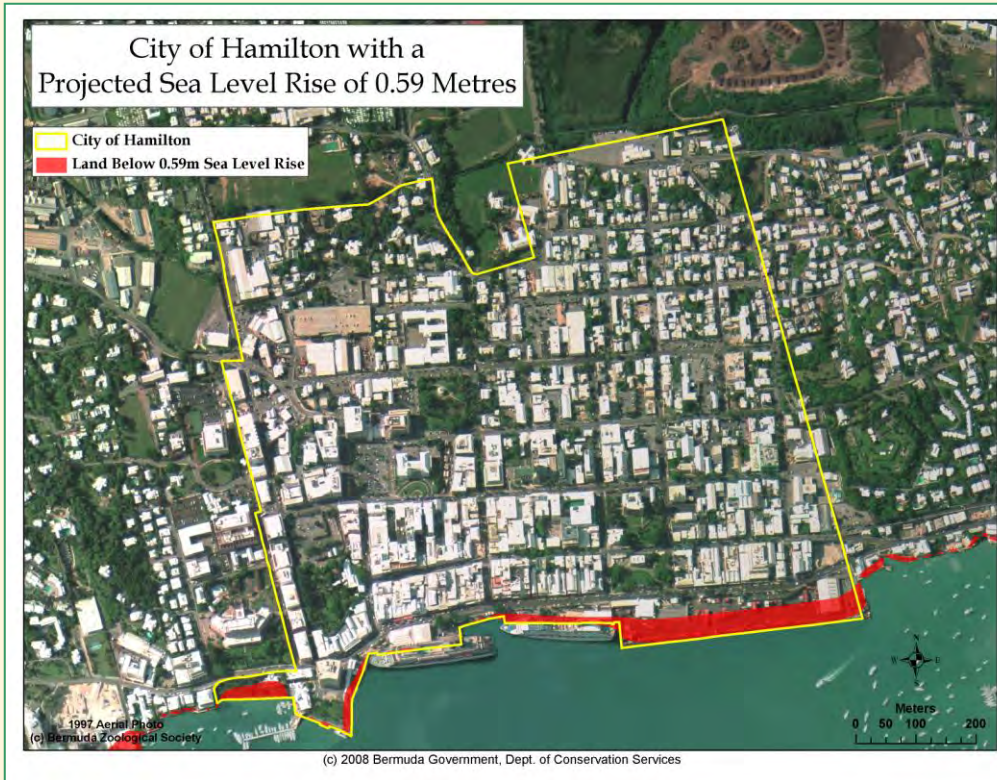 City of Hamilton with a
Projected Sea Level Rise of 0.59 Metres
City of Hamilton
Land Below 0.59m Sea Level Rise
N
W E
S
Meters
0 50 100 200
1997 Aerial Photo
(c) Bermuda Zoological Society
(c) 2008 Bermuda Government, Dept. of Conservation Services